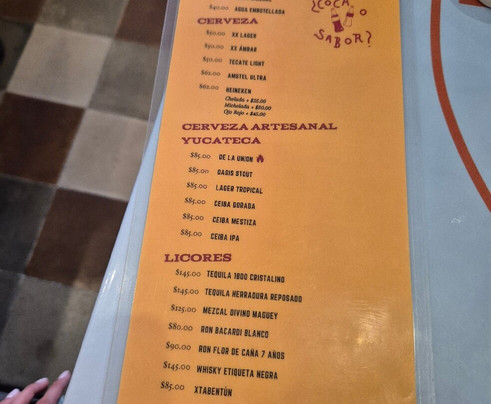 $40.00 AGUA EMBOTELLADA
¿COCA
O
SABOR?
CERVEZA
$50.00 XX LAGER
$50.00 XX ÁMBAR
$50.00 TECATE LIGHT
$62.00 AMSTEL ULTRA
$62.00 HEINEKEN
Chelada + $25.00
Michelada + $30.00
Ojo Rojo + $45.00
CERVEZA ARTESANAL
YUCATECA
$85.00 DE LA UNION
$85.00 OASIS STOUT
$85.00 LAGER TROPICAL
$85.00 CEIBA DORADA
$85.00 CEIBA MESTIZA
$85.00 CEIBA IPA
LICORES
$145.00 TEQUILA 1800 CRISTALINO
$145.00 TEQUILA HERRADURA REPOSADO
$125.00 MEZCAL DIVINO MAGUEY
$80.00 RON BACARDI BLANCO
$90.00 RON FLOR DE CAÑA 7 AÑOS
$145.00 WHISKY ETIQUETA NEGRA
$85.00 XTABENTÚN